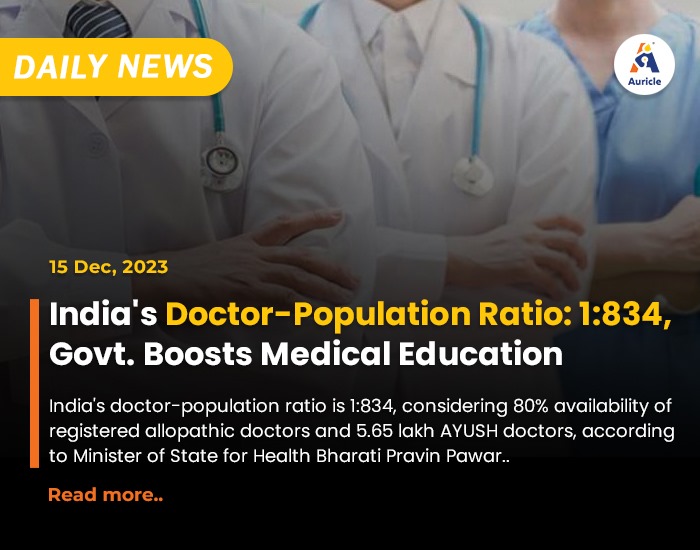 DAILY NEWS
Auricle
15 Dec, 2023
India's Doctor-Population Ratio: 1:834,
Govt. Boosts Medical Education
India's doctor-population ratio is 1:834, considering 80% availability of
registered allopathic doctors and 5.65 lakh AYUSH doctors, according
to Minister of State for Health Bharati Pravin Pawar..
Read more..